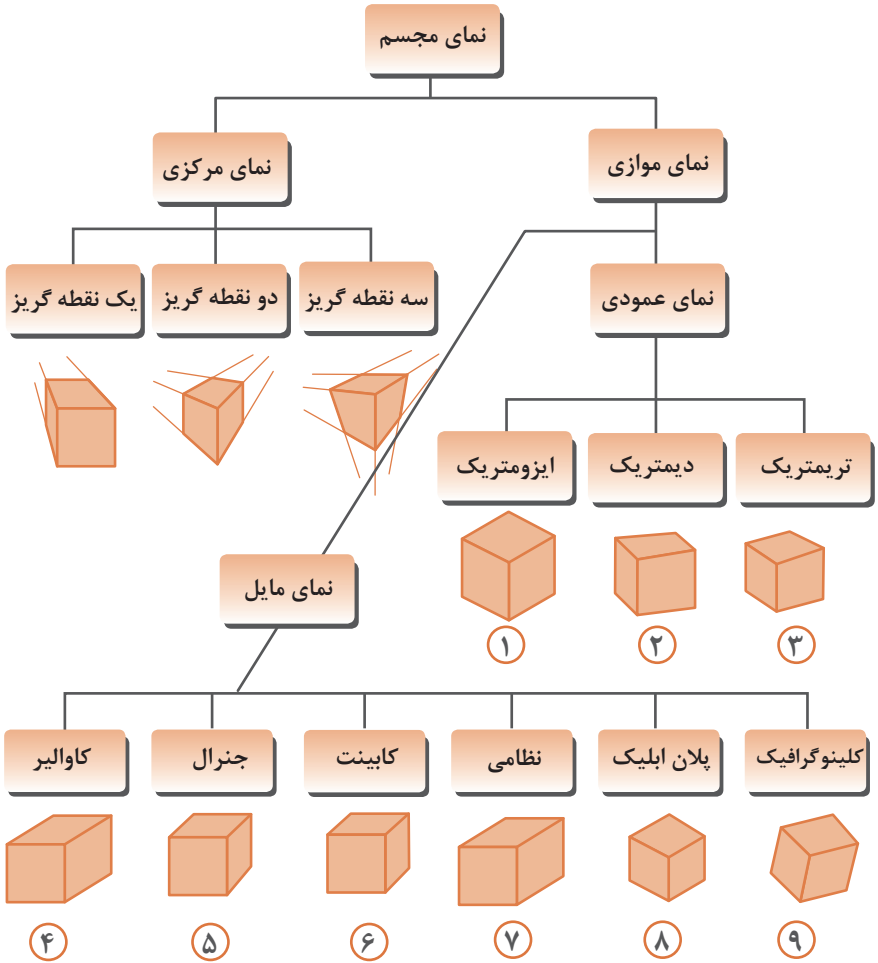 نمای مجسم
نمای موازی
نمای مرکزی
نمای عمودی
سه نقطه گریز
دو نقطه گریز
یک نقطه گریز
تریمتریک
دیمتریک
ایزومتریک
۳
۲
۱
نمای مایل
کلینوگرافیک
پلان ابلیک
نظامی
کابینت
جنرال
کاوالیر
۹
۸
۷
۶
۵
۴